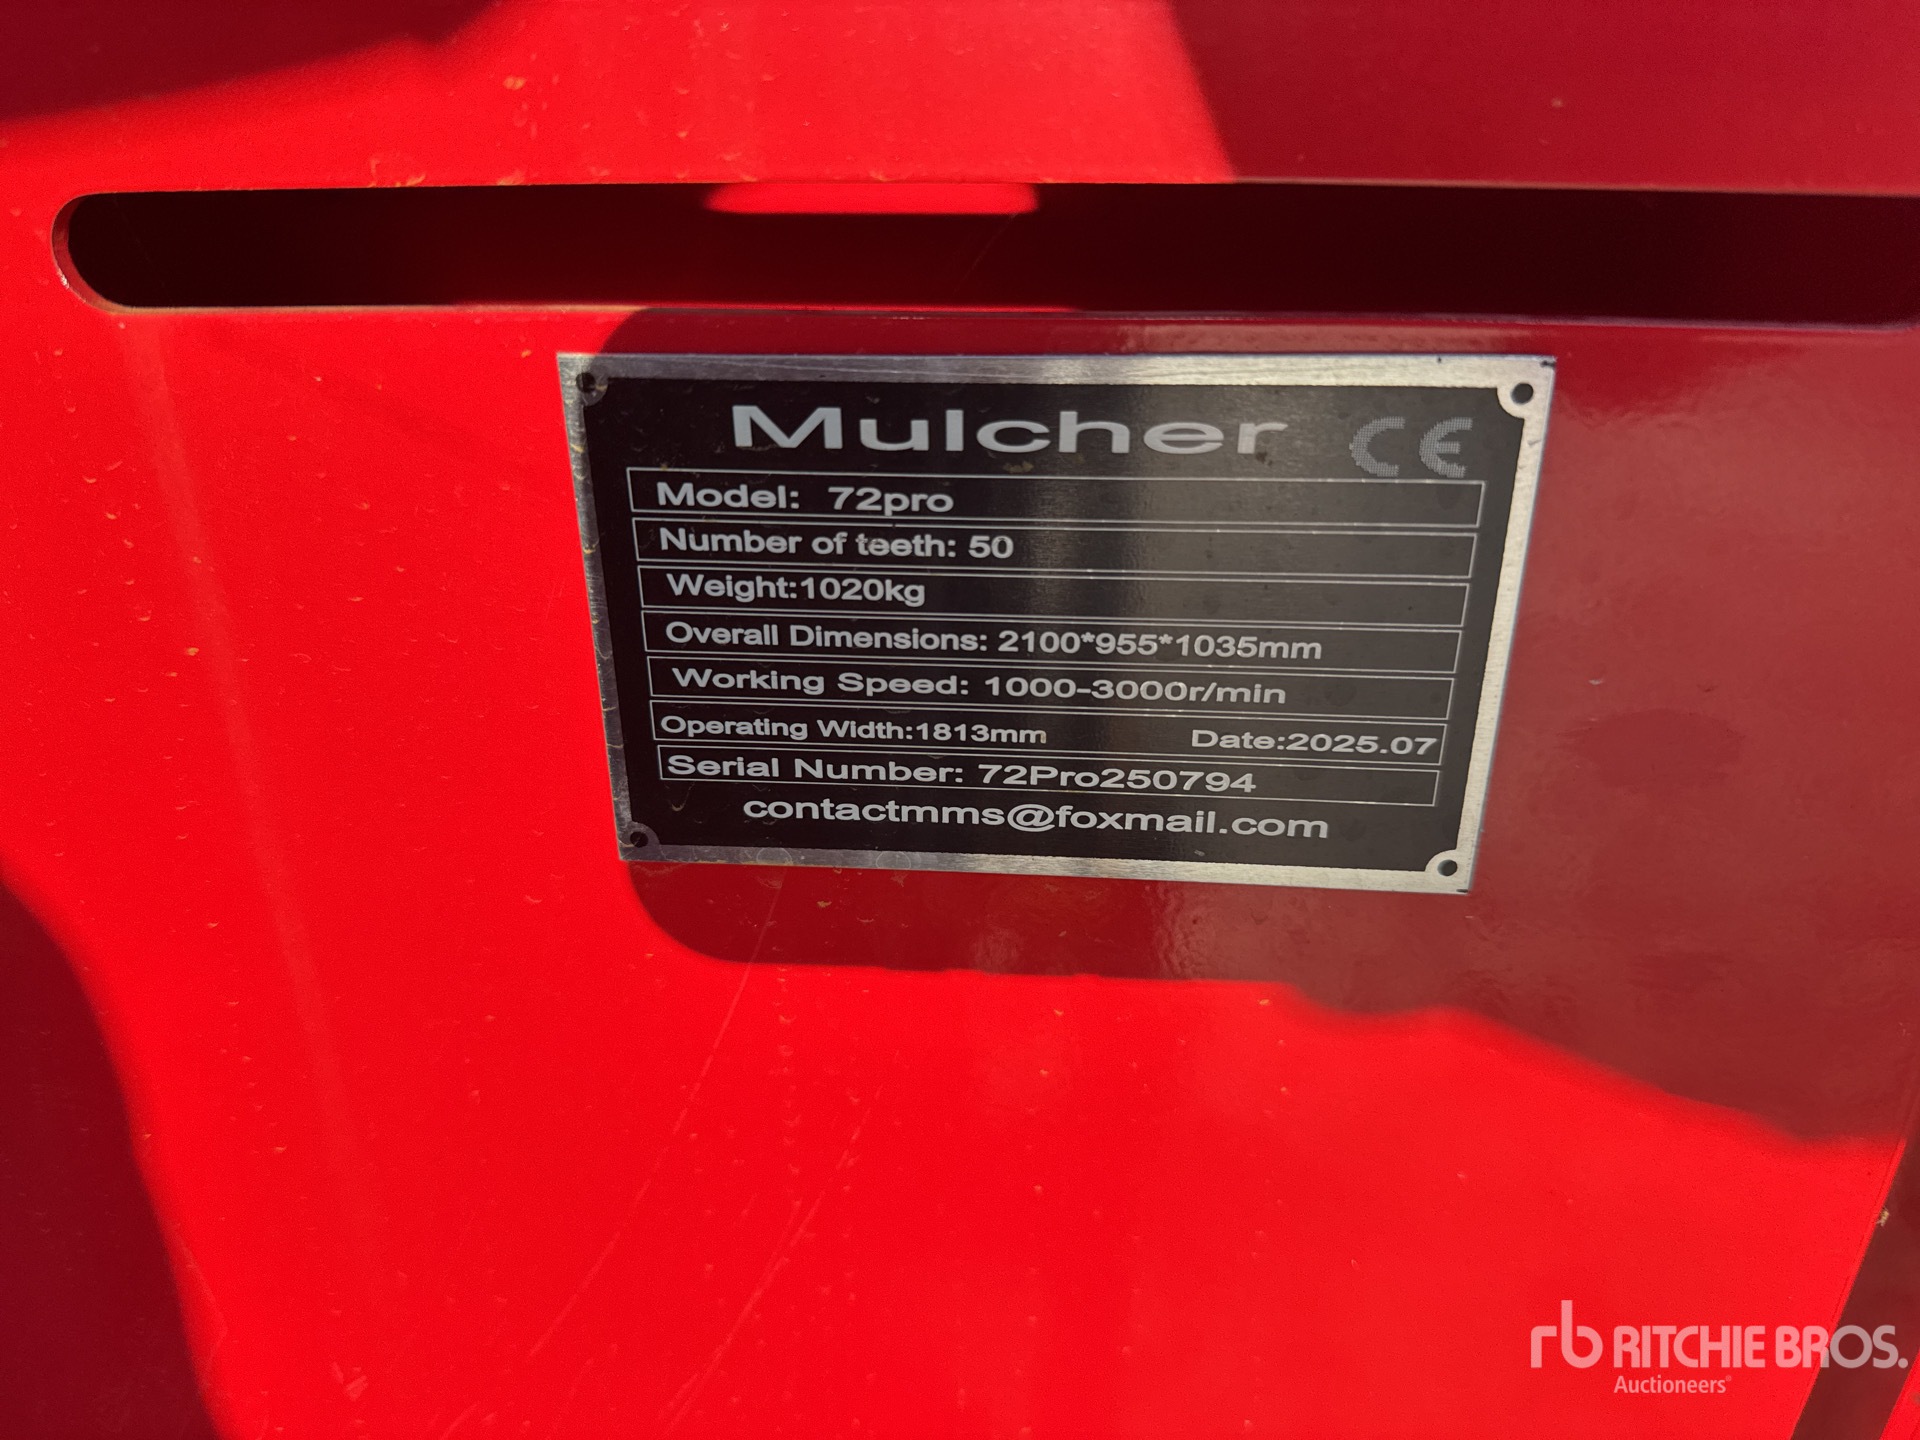 Mulcher CE
Model: 72pro
Number of teeth: 50
Weight:1020kg
Overall Dimensions: 2100*955*1035mm
Working Speed: 1000-3000r/min
Operating Width:1813mm Date:2025.07
Serial Number: 72Pro250794
contactmms@foxmail.com
rb RITCHIE BROS.
Auctioneers®